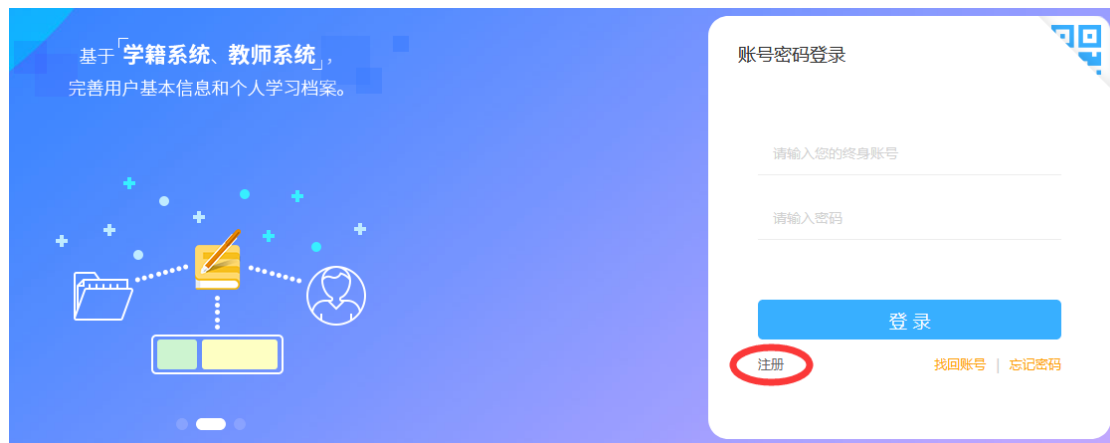 基于「学籍系统、教师系统」,
完善用户基本信息和个人学习档案。
账号密码登录
请输入您的终身账号
请输入密码
登录
注册
找回账号 | 忘记密码